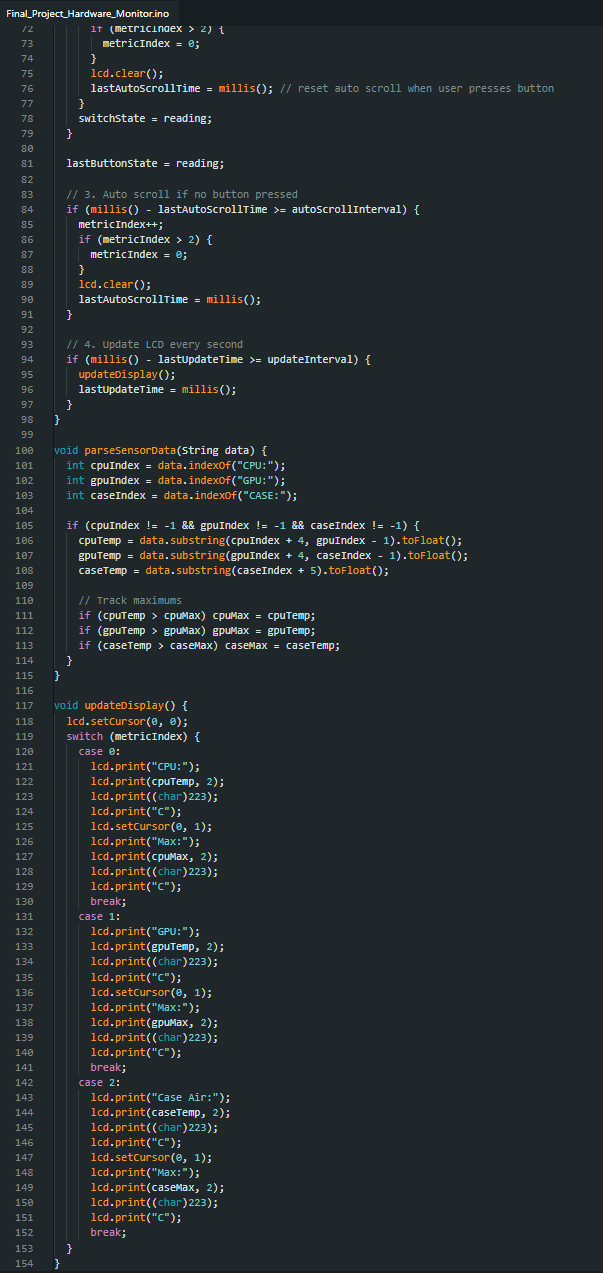 Final_Project_Hardware_Monitor.ino
72 if (metricIndex > 2) {
73 metricIndex = 0;
74 }
75 lcd.clear();
76 lastAutoScrollTime = millis(); // reset auto scroll when user presses button
77 }
78 switchState = reading;
79 }
80
81 lastButtonState = reading;
82
83 // 3. Auto scroll if no button pressed
84 if (millis() - lastAutoScrollTime >= autoScrollInterval) {
85 metricIndex++;
86 if (metricIndex > 2) {
87 metricIndex = 0;
88 }
89 lcd.clear();
90 lastAutoScrollTime = millis();
91 }
92
93 // 4. Update LCD every second
94 if (millis() - lastUpdateTime >= updateInterval) {
95 updateDisplay();
96 lastUpdateTime = millis();
97 }
98 }
99
100 void parseSensorData(String data) {
101 int cpuIndex = data.indexOf("CPU:");
102 int gpuIndex = data.indexOf("GPU:");
103 int caseIndex = data.indexOf("CASE:");
104
105 if (cpuIndex != -1 && gpuIndex != -1 && caseIndex != -1) {
106 cpuTemp = data.substring(cpuIndex + 4, gpuIndex - 1).toFloat();
107 gpuTemp = data.substring(gpuIndex + 4, caseIndex - 1).toFloat();
108 caseTemp = data.substring(caseIndex + 5).toFloat();
109
110 // Track maximums
111 if (cpuTemp > cpuMax) cpuMax = cpuTemp;
112 if (gpuTemp > gpuMax) gpuMax = gpuTemp;
113 if (caseTemp > caseMax) caseMax = caseTemp;
114 }
115 }
116
117 void updateDisplay() {
118 lcd.setCursor(0, 0);
119 switch (metricIndex) {
120 case 0:
121 lcd.print("CPU:");
122 lcd.print(cpuTemp, 2);
123 lcd.print((char)223);
124 lcd.print("C");
125 lcd.setCursor(0, 1);
126 lcd.print("Max:");
127 lcd.print(cpuMax, 2);
128 lcd.print((char)223);
129 lcd.print("C");
130 break;
131 case 1:
132 lcd.print("GPU:");
133 lcd.print(gpuTemp, 2);
134 lcd.print((char)223);
135 lcd.print("C");
136 lcd.setCursor(0, 1);
137 lcd.print("Max:");
138 lcd.print(gpuMax, 2);
139 lcd.print((char)223);
140 lcd.print("C");
141 break;
142 case 2:
143 lcd.print("Case Air:");
144 lcd.print(caseTemp, 2);
145 lcd.print((char)223);
146 lcd.print("C");
147 lcd.setCursor(0, 1);
148 lcd.print("Max:");
149 lcd.print(caseMax, 2);
150 lcd.print((char)223);
151 lcd.print("C");
152 break;
153 }
154 }